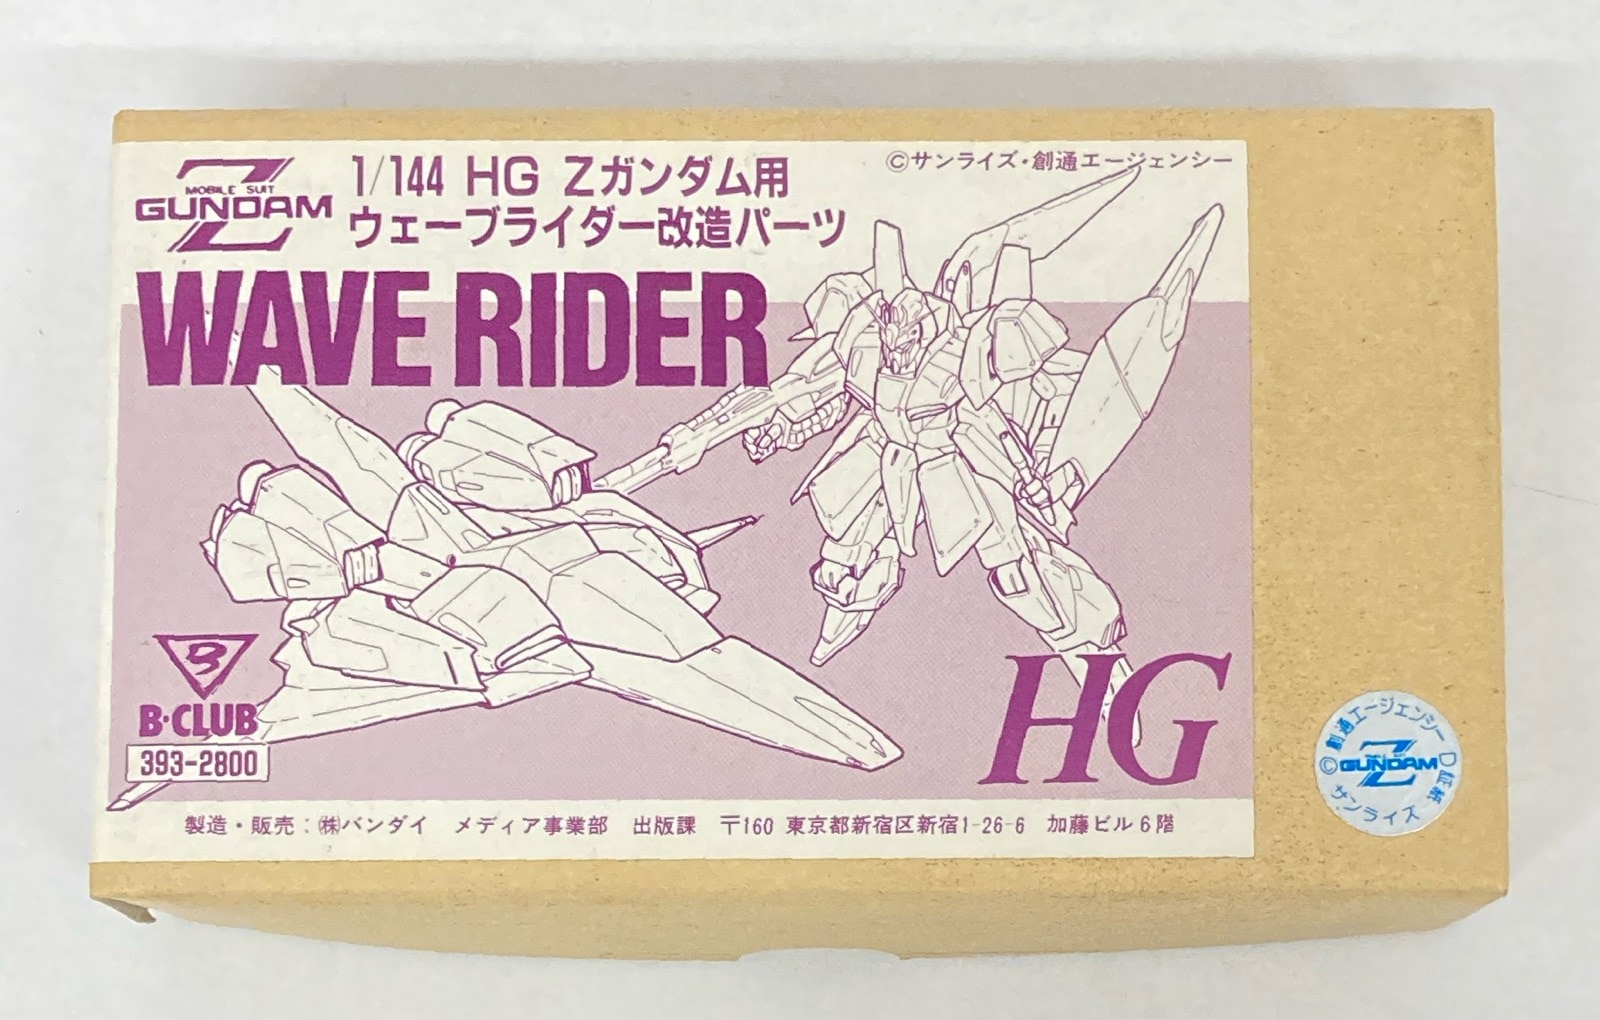 MOBILE SUIT
Z GUNDAM
1/144 HG Zガンダム用
ウェーブライダー改造パーツ
©サンライズ・創通エージェンシー
WAVE RIDER
B
B·CLUB
393-2800
HG
製造・販売:㈱バンダイ メディア事業部 出版課 〒160 東京都新宿区新宿1-26-6 加藤ビル6階
©創通エージェンシー
MOBILE SUIT
Z GUNDAM
D証紙
サンライズ